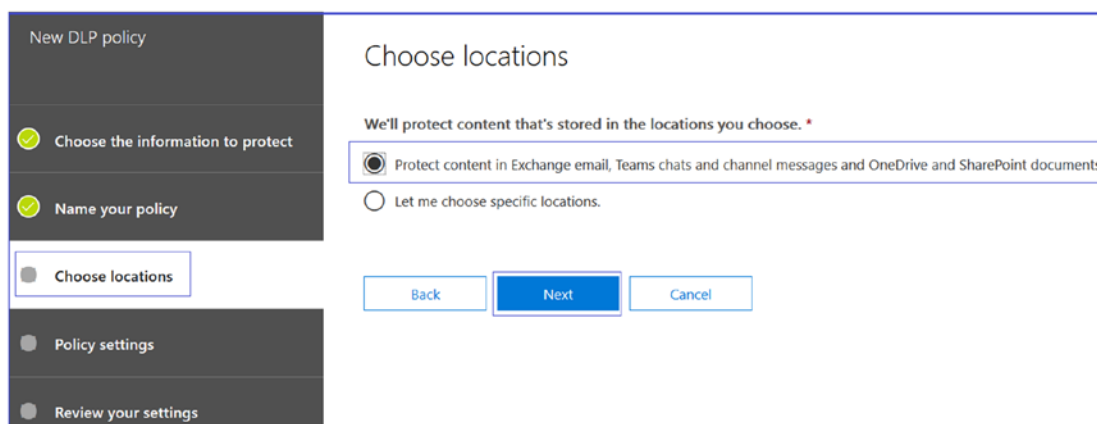 New DLP policy
Choose the information to protect
Name your policy
Choose locations
Policy settings
Review your settings
Choose locations
We'll protect content that's stored in the locations you choose. *
Protect content in Exchange email, Teams chats and channel messages and OneDrive and SharePoint documents
Let me choose specific locations.
Back
Next
Cancel